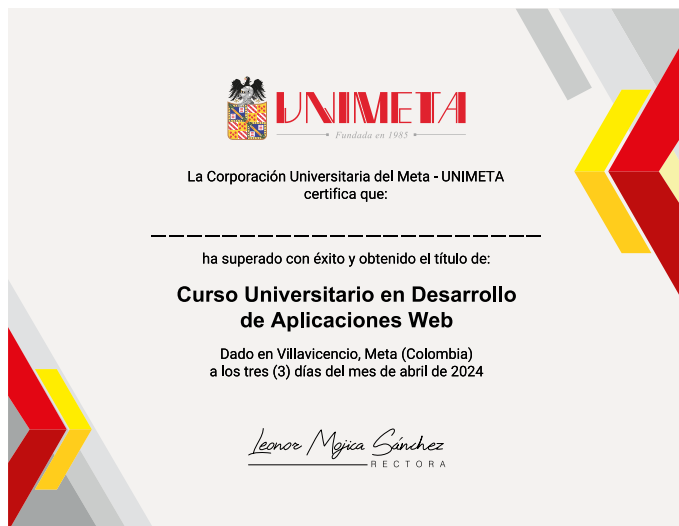 UNIMETA
Fundada en 1985
La Corporación Universitaria del Meta - UNIMETA
certifica que:
ha superado con éxito y obtenido el título de:
Curso Universitario en Desarrollo
de Aplicaciones Web
Dado en Villavicencio, Meta (Colombia)
a los tres (3) días del mes de abril de 2024
Leonor Mojica Sánchez
RECTORA